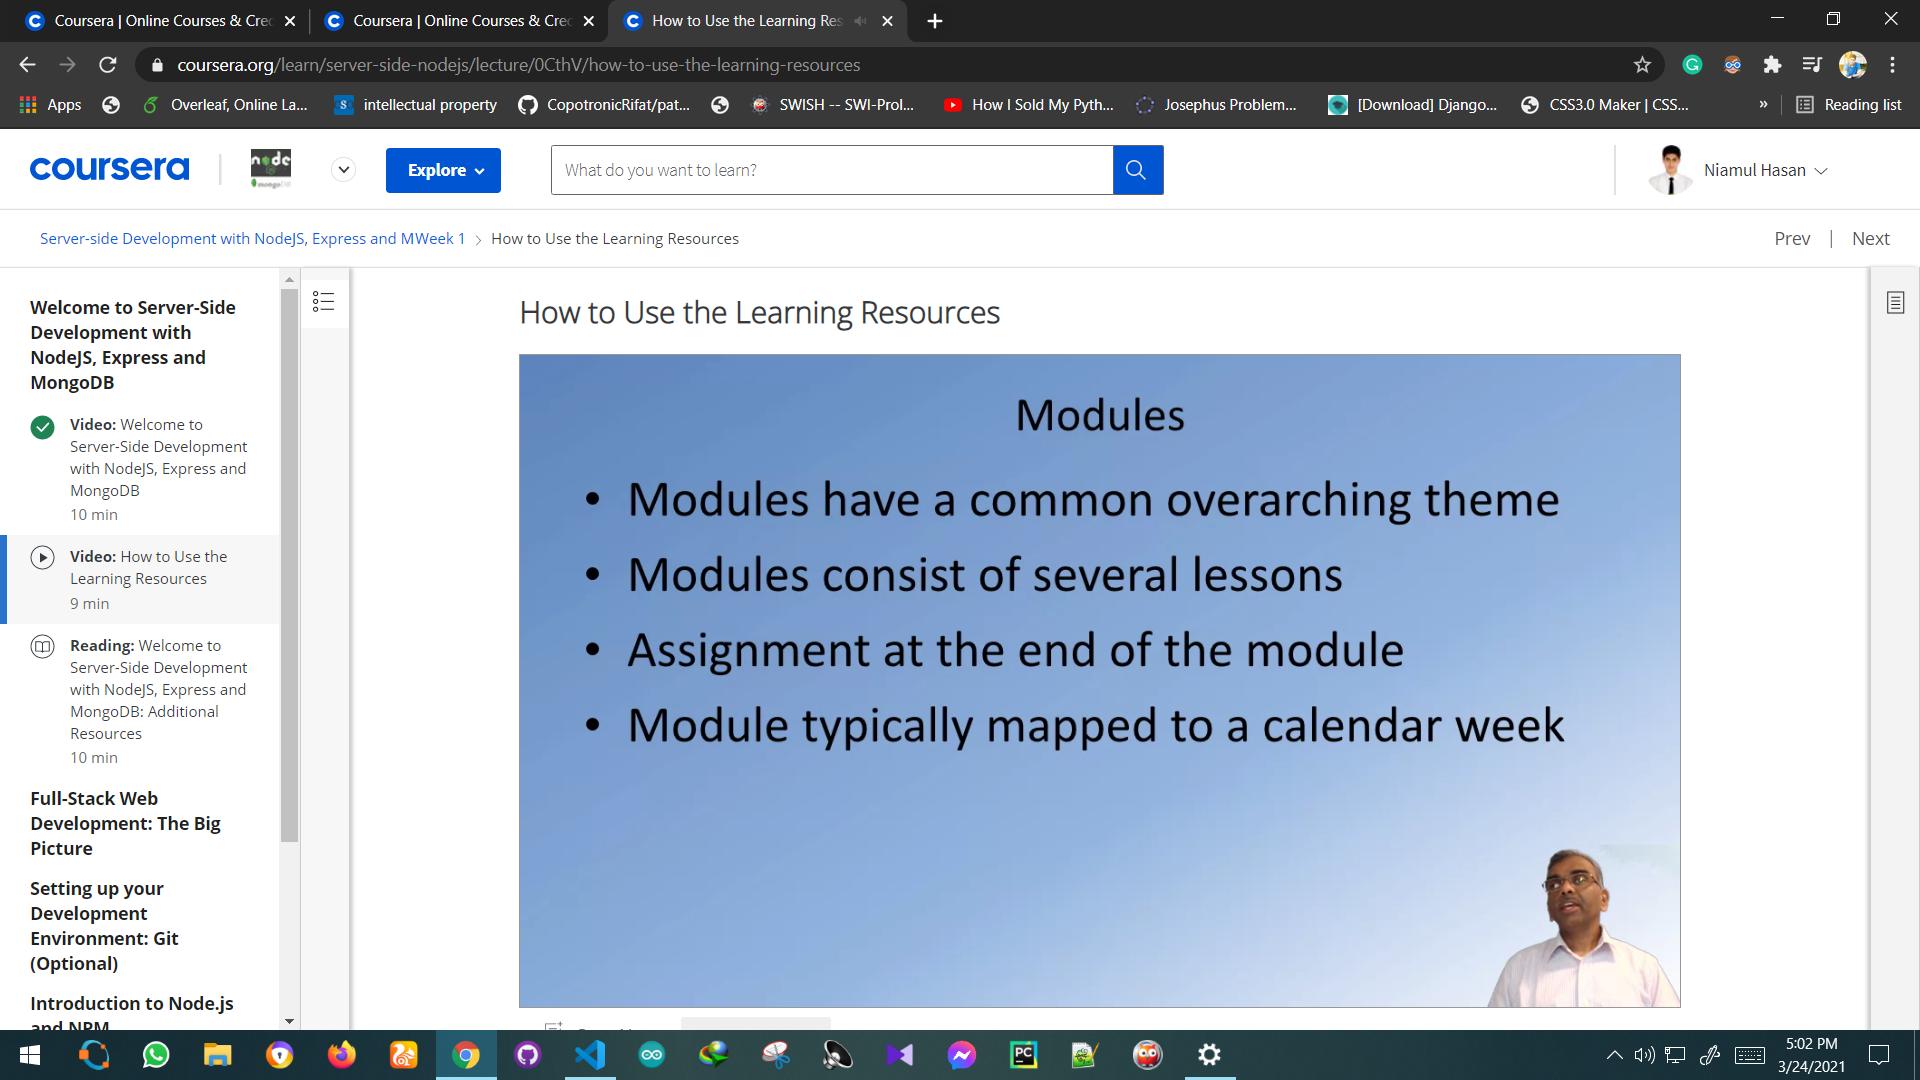 Coursera | Online Courses & Cre
Coursera | Online Courses & Cre
How to Use the Learning Res
coursera.org/learn/server-side-nodejs/lecture/0CthV/how-to-use-the-learning-resources
Apps
Overleaf, Online La...
intellectual property
CopotronicRifat/pat...
SWISH -- SWI-Prol...
How I Sold My Pyth...
Josephus Problem...
[Download] Django...
CSS3.0 Maker | CSS...
»
Reading list
coursera
node
mongoDB
Explore
What do you want to learn?
Niamul Hasan
Server-side Development with NodeJS, Express and MWeek 1
How to Use the Learning Resources
Prev | Next
Welcome to Server-Side
Development with
NodeJS, Express and
MongoDB
Video: Welcome to
Server-Side Development
with NodeJS, Express and
MongoDB
10 min
Video: How to Use the
Learning Resources
9 min
Reading: Welcome to
Server-Side Development
with NodeJS, Express and
MongoDB: Additional
Resources
10 min
Full-Stack Web
Development: The Big
Picture
Setting up your
Development
Environment: Git
(Optional)
Introduction to Node.js
and NPM
How to Use the Learning Resources
Modules
• Modules have a common overarching theme
• Modules consist of several lessons
• Assignment at the end of the module
• Module typically mapped to a calendar week
PC
5:02 PM
3/24/2021